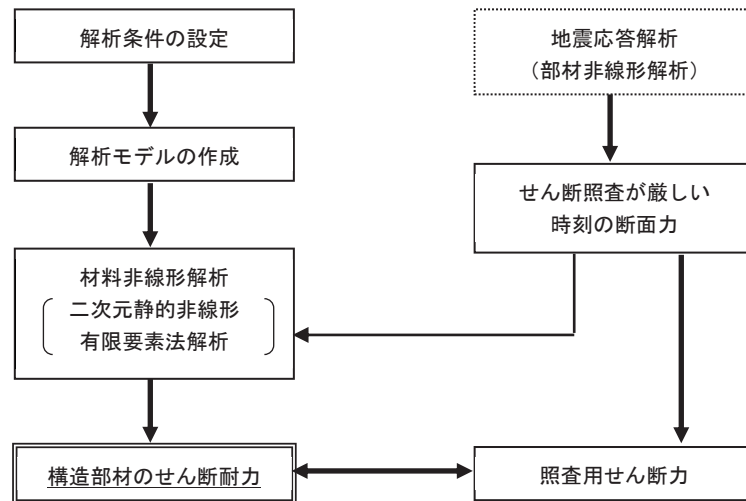 解析条件の設定
解析モデルの作成
材料非線形解析
二次元静的非線形
有限要素法解析
構造部材のせん断耐力
地震応答解析
（部材非線形解析）
せん断照査が厳しい
時刻の断面力
照査用せん断力